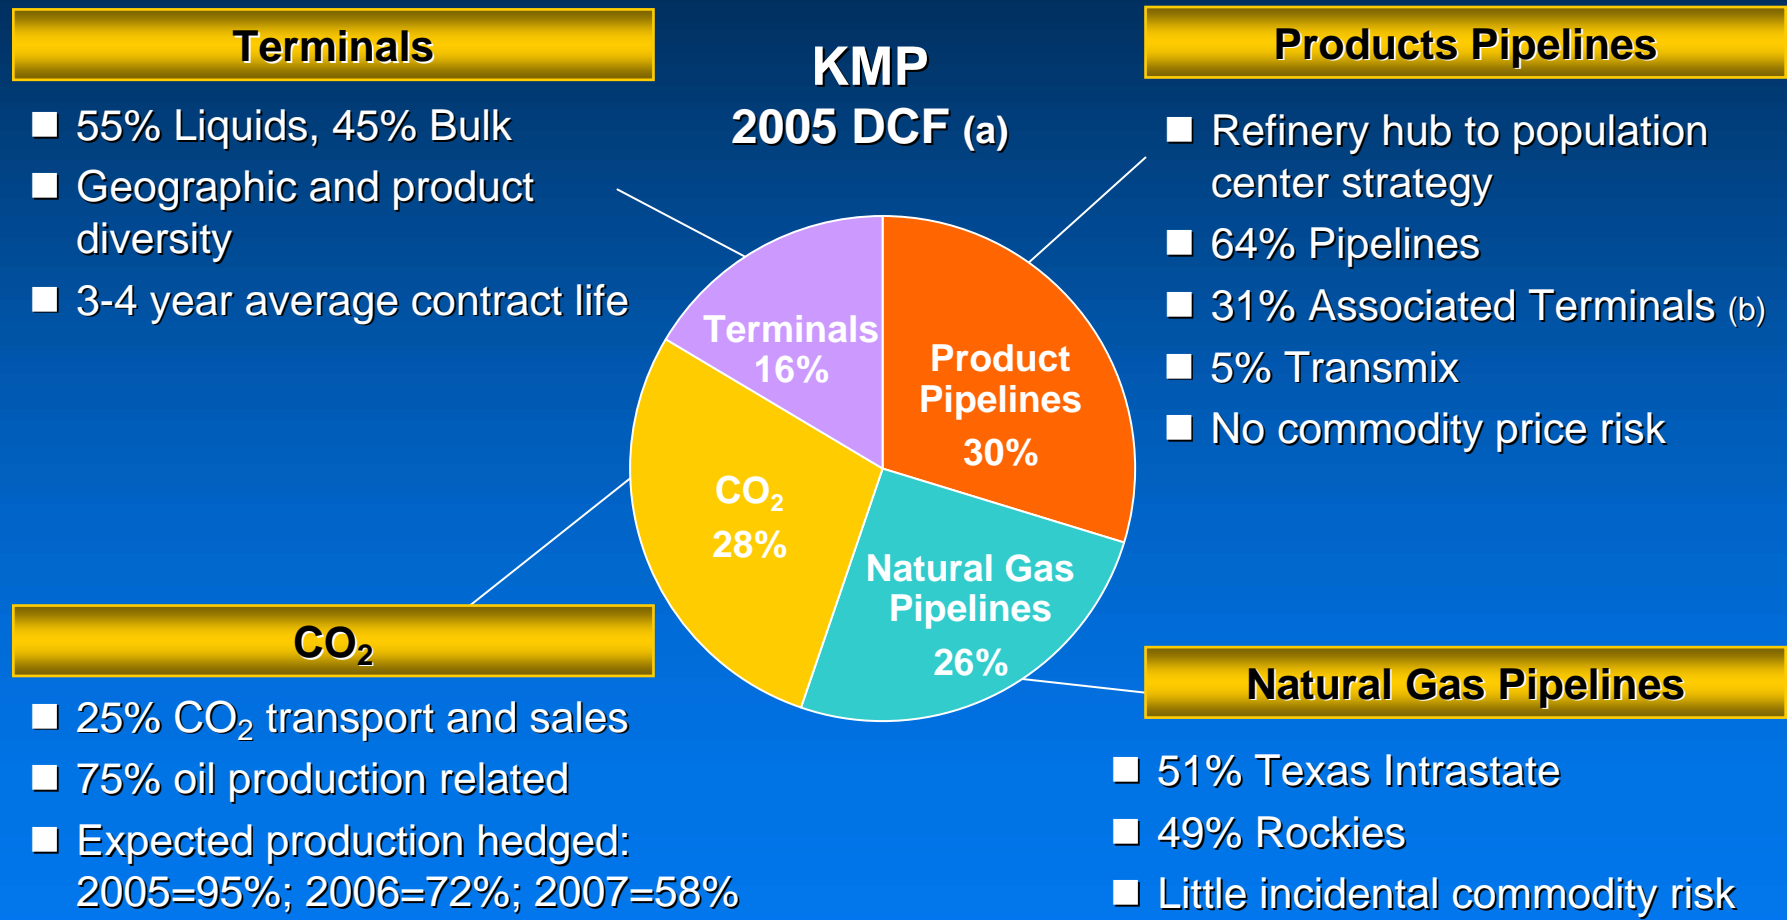 Terminals
55% Liquids, 45% Bulk
Geographic and product
diversity
3-4 year average contract life
KMP
2005 DCF (a)
Products Pipelines
Refinery hub to population
center strategy
64% Pipelines
31% Associated Terminals (b)
5% Transmix
No commodity price risk
Terminals
16%
Product
Pipelines
30%
CO₂
28%
Natural Gas
Pipelines
26%
CO₂
25% CO₂ transport and sales
75% oil production related
Expected production hedged:
2005=95%; 2006=72%; 2007=58%
Natural Gas Pipelines
51% Texas Intrastate
49% Rockies
Little incidental commodity risk